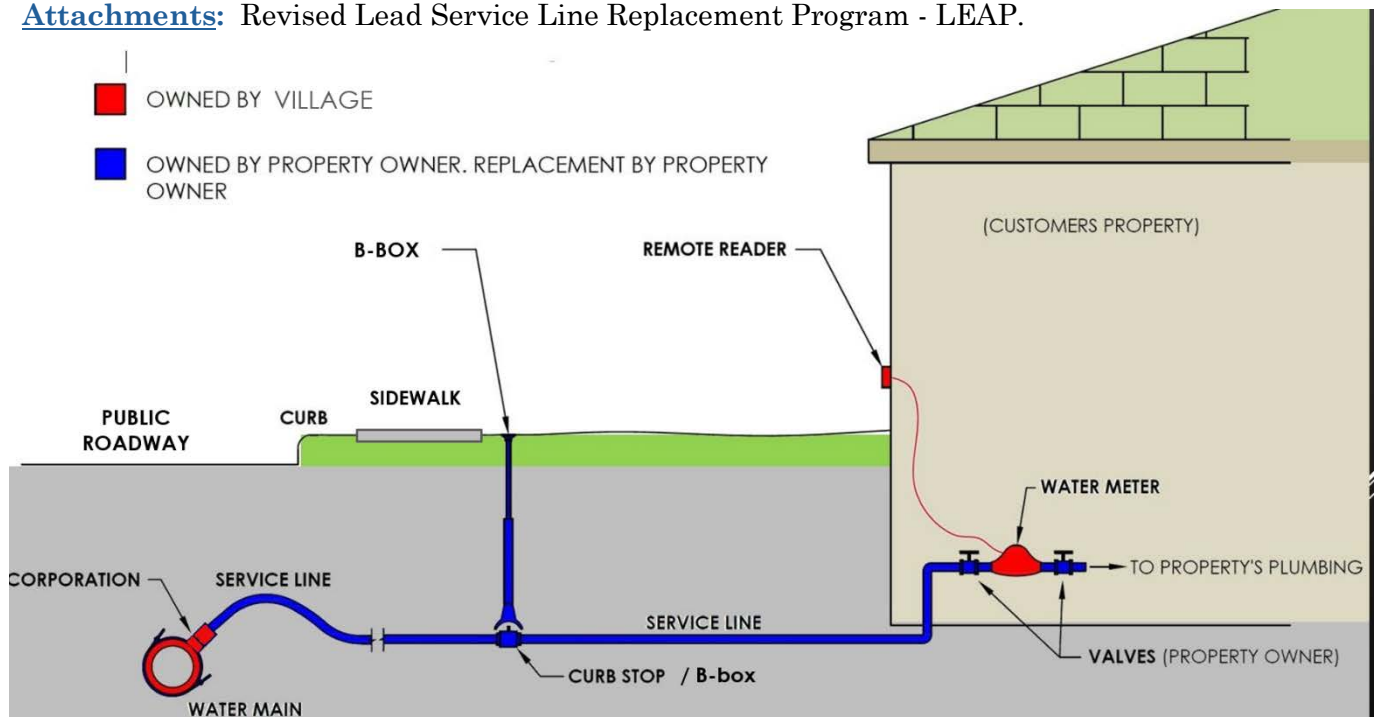 Attachments: Revised Lead Service Line Replacement Program - LEAP.
OWNED BY VILLAGE
OWNED BY PROPERTY OWNER. REPLACEMENT BY PROPERTY
OWNER
(CUSTOMERS PROPERTY)
B-BOX
REMOTE READER
SIDEWALK
PUBLIC
ROADWAY
CURB
WATER METER
CORPORATION
SERVICE LINE
TO PROPERTY'S PLUMBING
SERVICE LINE
VALVES (PROPERTY OWNER)
CURB STOP / B-box
WATER MAIN